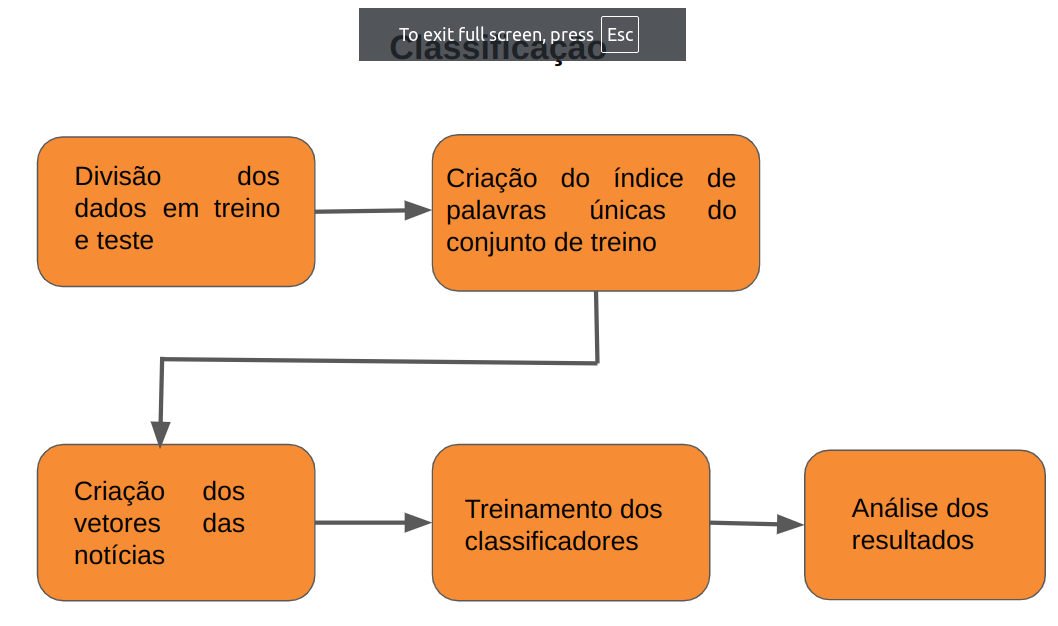 To exit full screen, press Esc
Classificação
Divisão dos
dados em treino
e teste
Criação do índice de
palavras únicas do
conjunto de treino
Criação dos
vetores das
notícias
Treinamento dos
classificadores
Análise dos
resultados